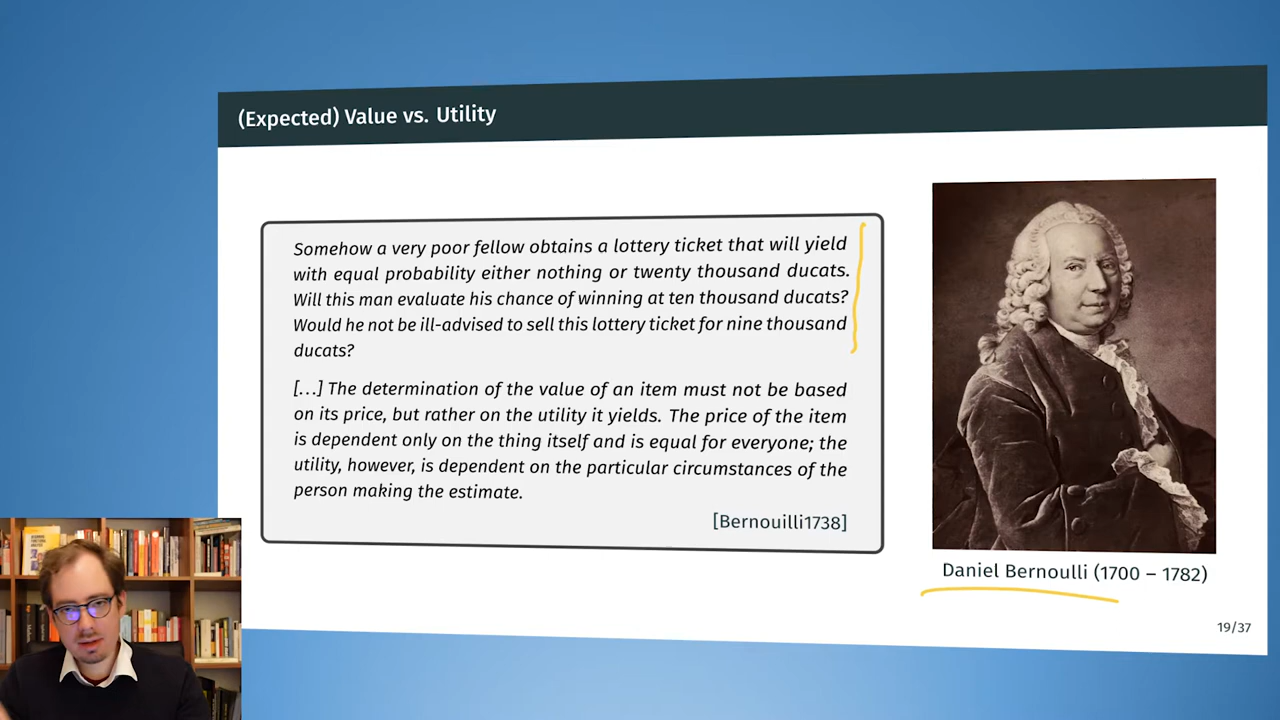 (Expected) Value vs. Utility
Somehow a very poor fellow obtains a lottery ticket that will yield
with equal probability either nothing or twenty thousand ducats.
Will this man evaluate his chance of winning at ten thousand ducats?
Would he not be ill-advised to sell this lottery ticket for nine thousand
ducats?
[…] The determination of the value of an item must not be based
on its price, but rather on the utility it yields. The price of the item
is dependent only on the thing itself and is equal for everyone; the
utility, however, is dependent on the particular circumstances of the
person making the estimate.
[Bernouilli1738]
Daniel Bernoulli (1700 – 1782)
19/37